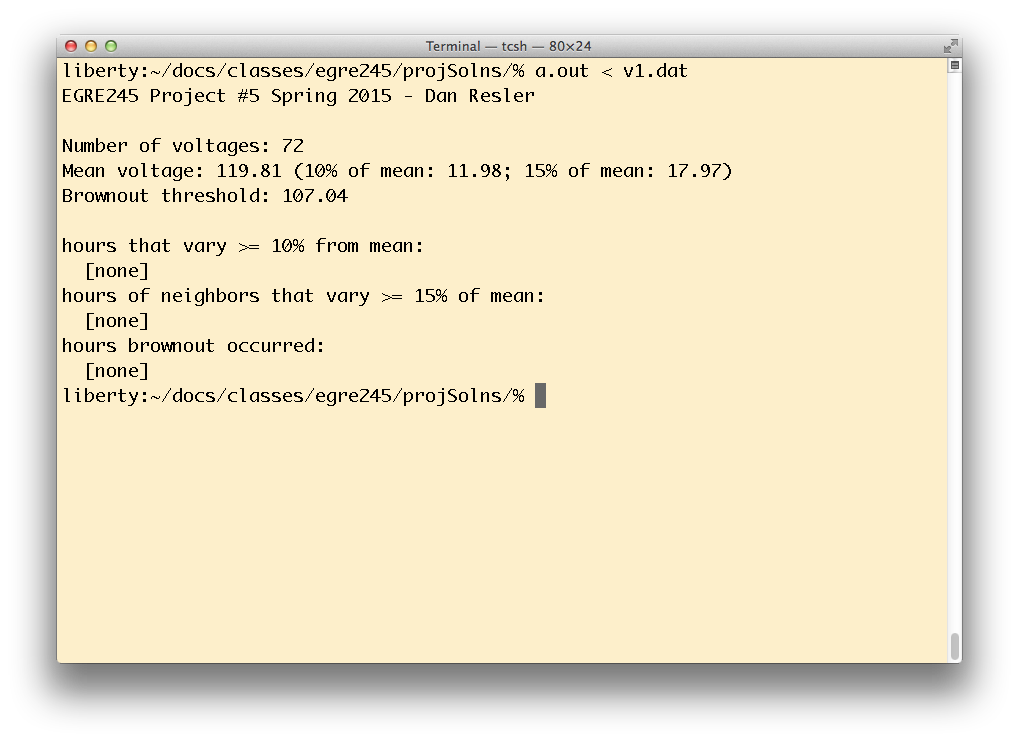 Terminal — tcsh — 80×24
liberty:~/docs/classes/egre245/projSolns/% a.out < v1.dat
EGRE245 Project #5 Spring 2015 - Dan Resler
Number of voltages: 72
Mean voltage: 119.81 (10% of mean: 11.98; 15% of mean: 17.97)
Brownout threshold: 107.04
hours that vary >= 10% from mean:
[none]
hours of neighbors that vary >= 15% of mean:
[none]
hours brownout occurred:
[none]
liberty:~/docs/classes/egre245/projSolns/%